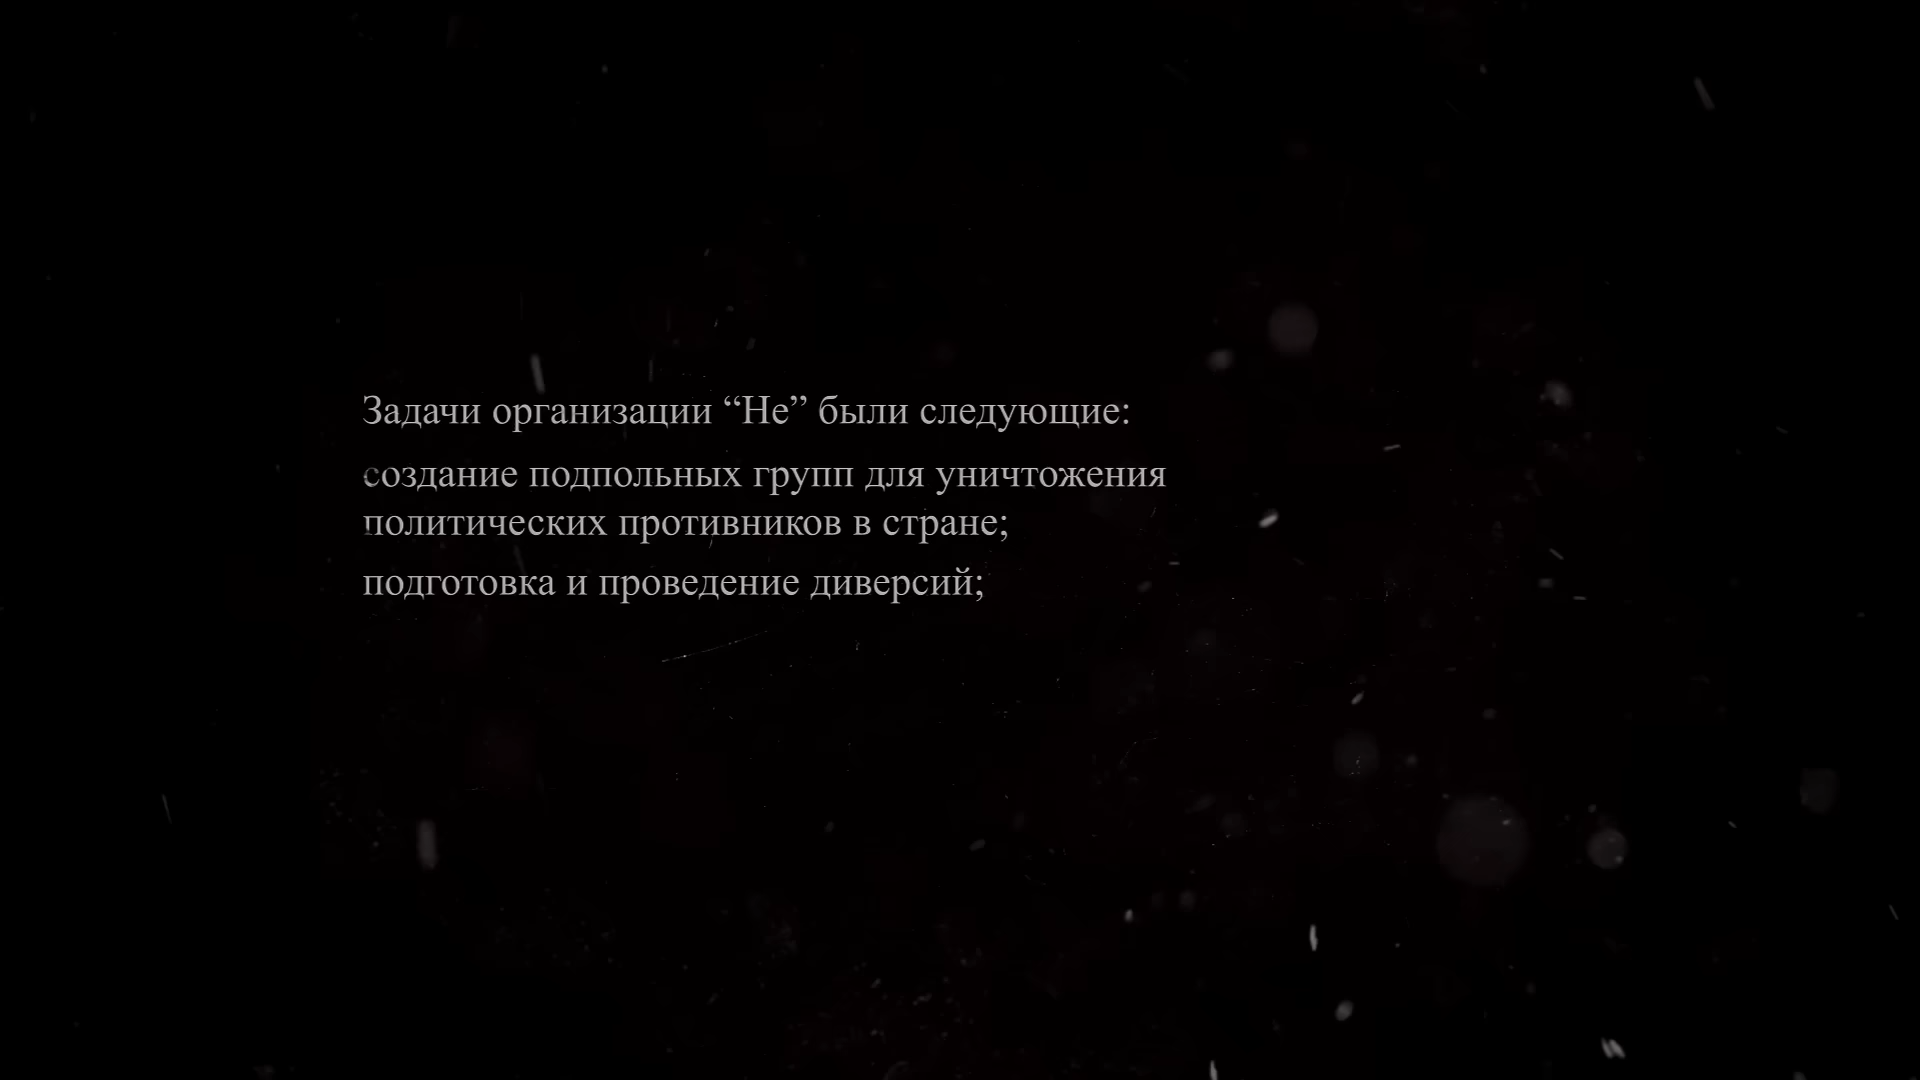 Задачи организации “Не” были следующие:
создание подпольных групп для уничтожения
политических противников в стране;
подготовка и проведение диверсий;